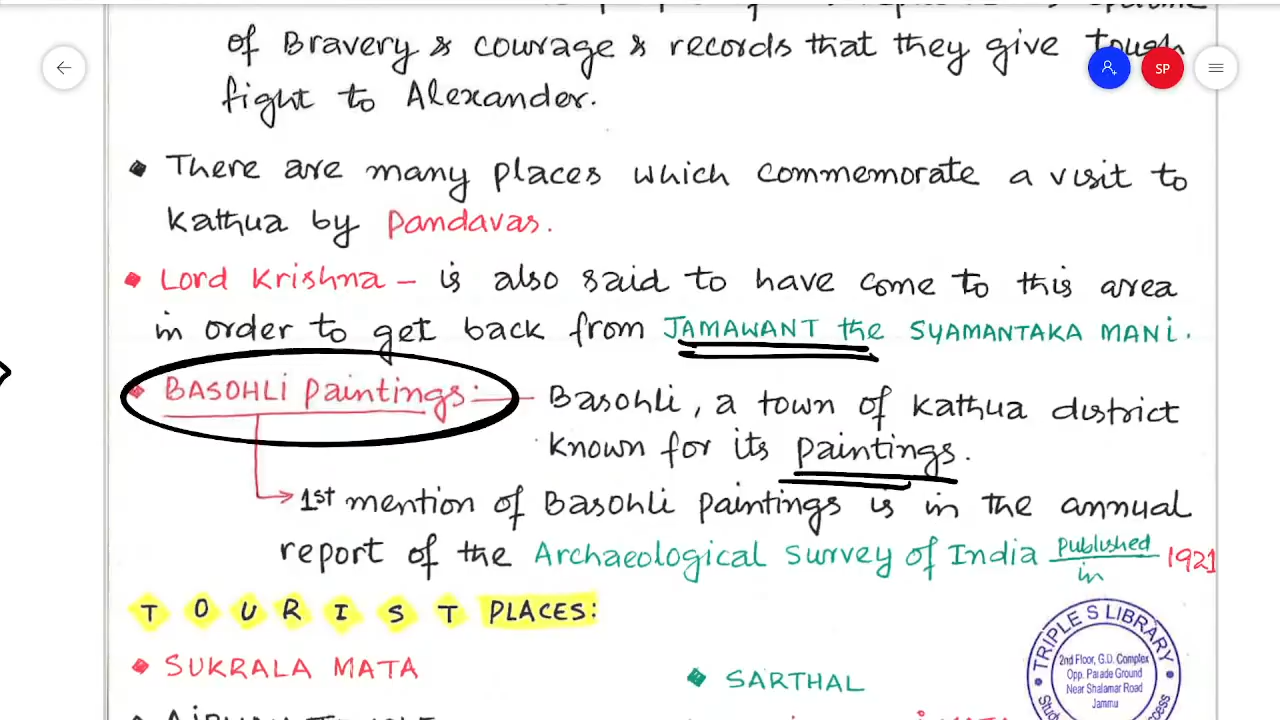 of Bravery & courage & records that they give tough
SP
fight to Alexander.
There are many places which commemorate a visit to
Kathua by Pandavas.
Lord Krishna – is also said to have come to this area
in order to get back from JAMAWANT the SYAMANTAKA MANI.
BASOHLI Paintings:— Basohli, a town of Kathua district
known for its paintings.
1st mention of Basohli paintings is in the annual
report of the Archaeological survey of India published in 1921
TOURIST PLACES:
SUKRALA MATA
SARTHAL
TRIPLE S LIBRARY
2nd Floor, G.D. Complex
Opp. Parade Ground
Near Shalamar Road
Jammu